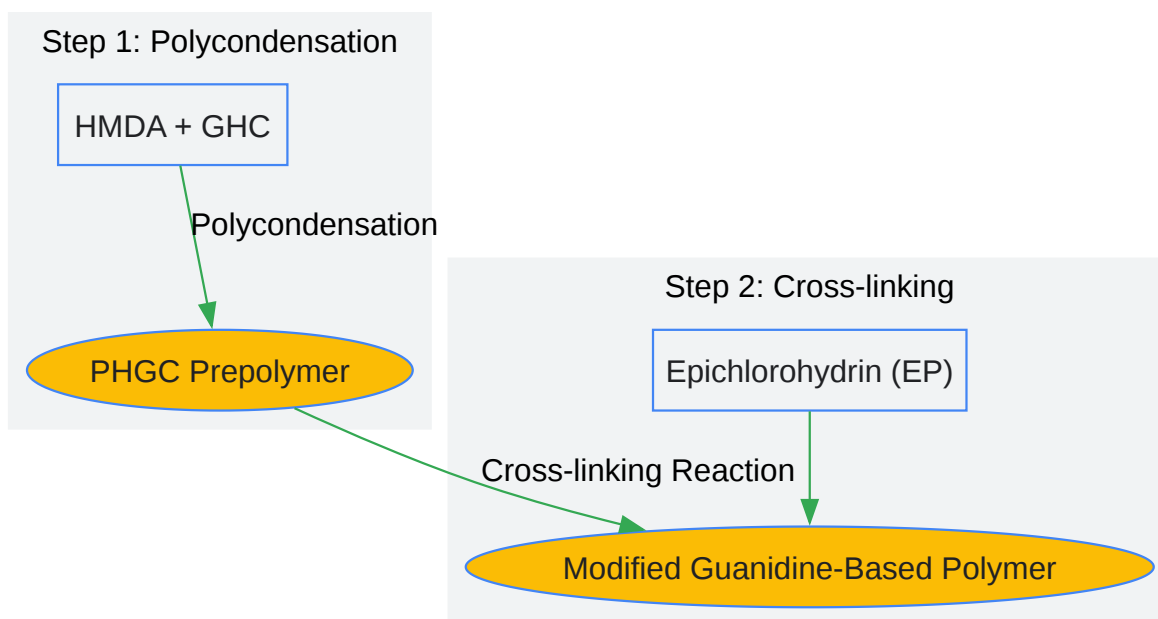 Step 1: Polycondensation
HMDA + GHC
Polycondensation
PHGC Prepolymer
Step 2: Cross-linking
Epichlorohydrin (EP)
Cross-linking Reaction
Modified Guanidine-Based Polymer